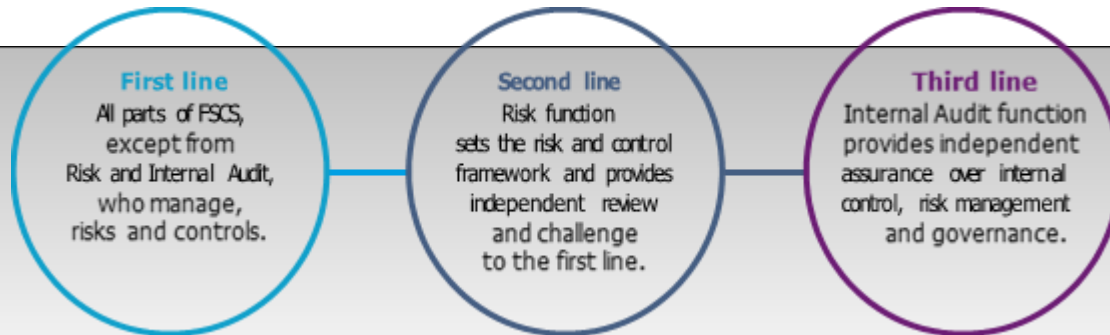 First line
All parts of FSCS,
except from
Risk and Internal Audit,
who manage,
risks and controls.
Second line
Risk function
sets the risk and control
framework and provides
independent review
and challenge
to the first line.
Third line
Internal Audit function
provides independent
assurance over internal
control, risk management
and governance.